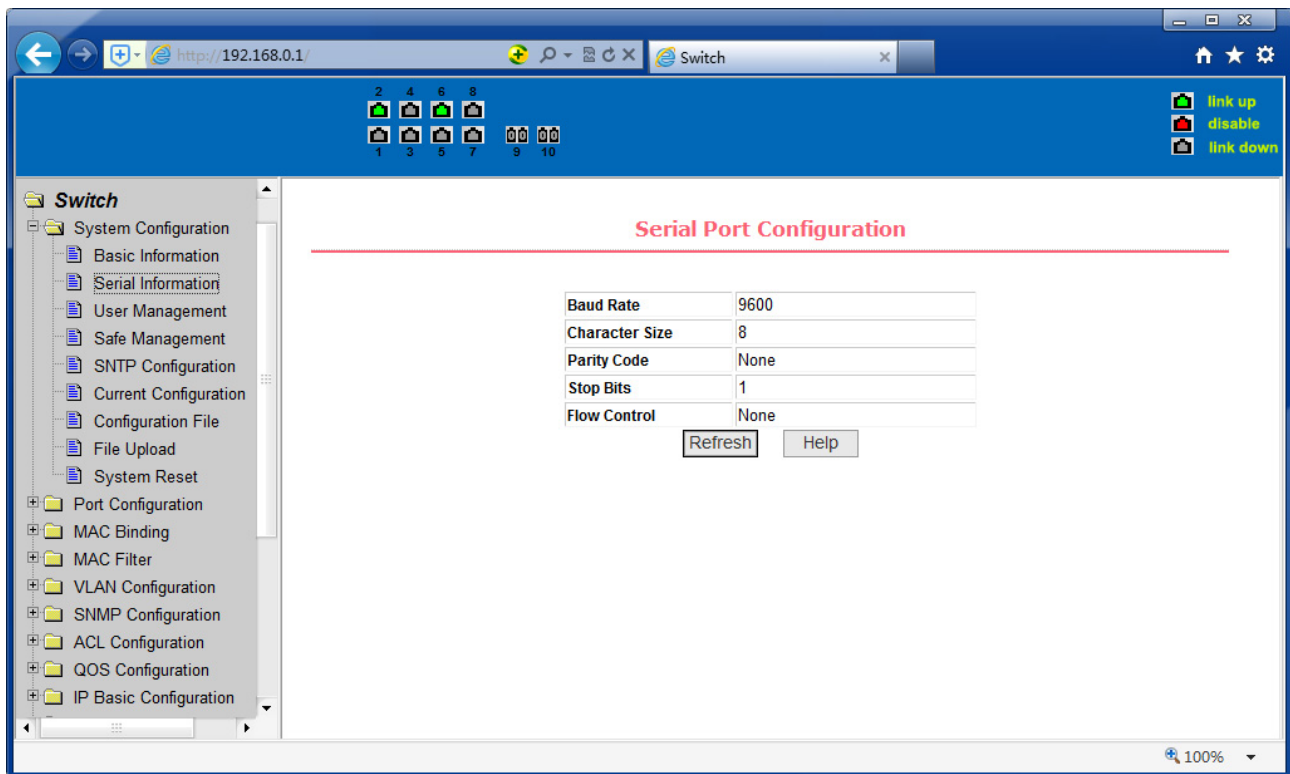 http://192.168.0.1/
Switch
2 4 6 8
1 3 5 7 9 10
link up
disable
link down
Switch
System Configuration
Basic Information
Serial Information
User Management
Safe Management
SNTP Configuration
Current Configuration
Configuration File
File Upload
System Reset
Port Configuration
MAC Binding
MAC Filter
VLAN Configuration
SNMP Configuration
ACL Configuration
QOS Configuration
IP Basic Configuration
Serial Port Configuration
Baud Rate 9600
Character Size 8
Parity Code None
Stop Bits 1
Flow Control None
Refresh Help
100%